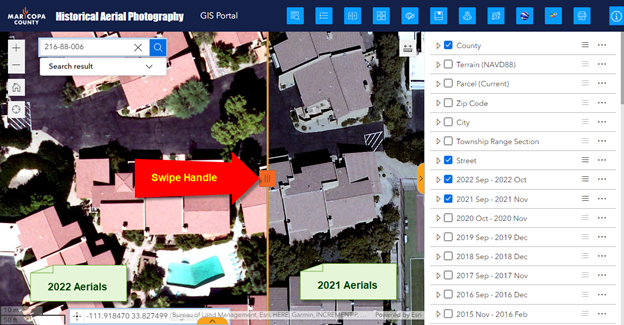 MARICOPA
COUNTY
Historical Aerial Photography
GIS Portal
216-88-006
Search result
County
Terrain (NAVD88)
Parcel (Current)
Zip Code
City
Township Range Section
Street
2022 Sep - 2022 Oct
2021 Sep - 2021 Nov
2020 Oct - 2020 Nov
2019 Sep - 2019 Dec
2018 Sep - 2018 Dec
2017 Sep - 2017 Nov
2016 Sep - 2016 Dec
2015 Nov - 2016 Feb
Swipe Handle
2022 Aerials
2021 Aerials
-111.918470 33.827499
Bureau of Land Management, Esri, HERE, Garmin, INCREMENT P,
Powered by Esri